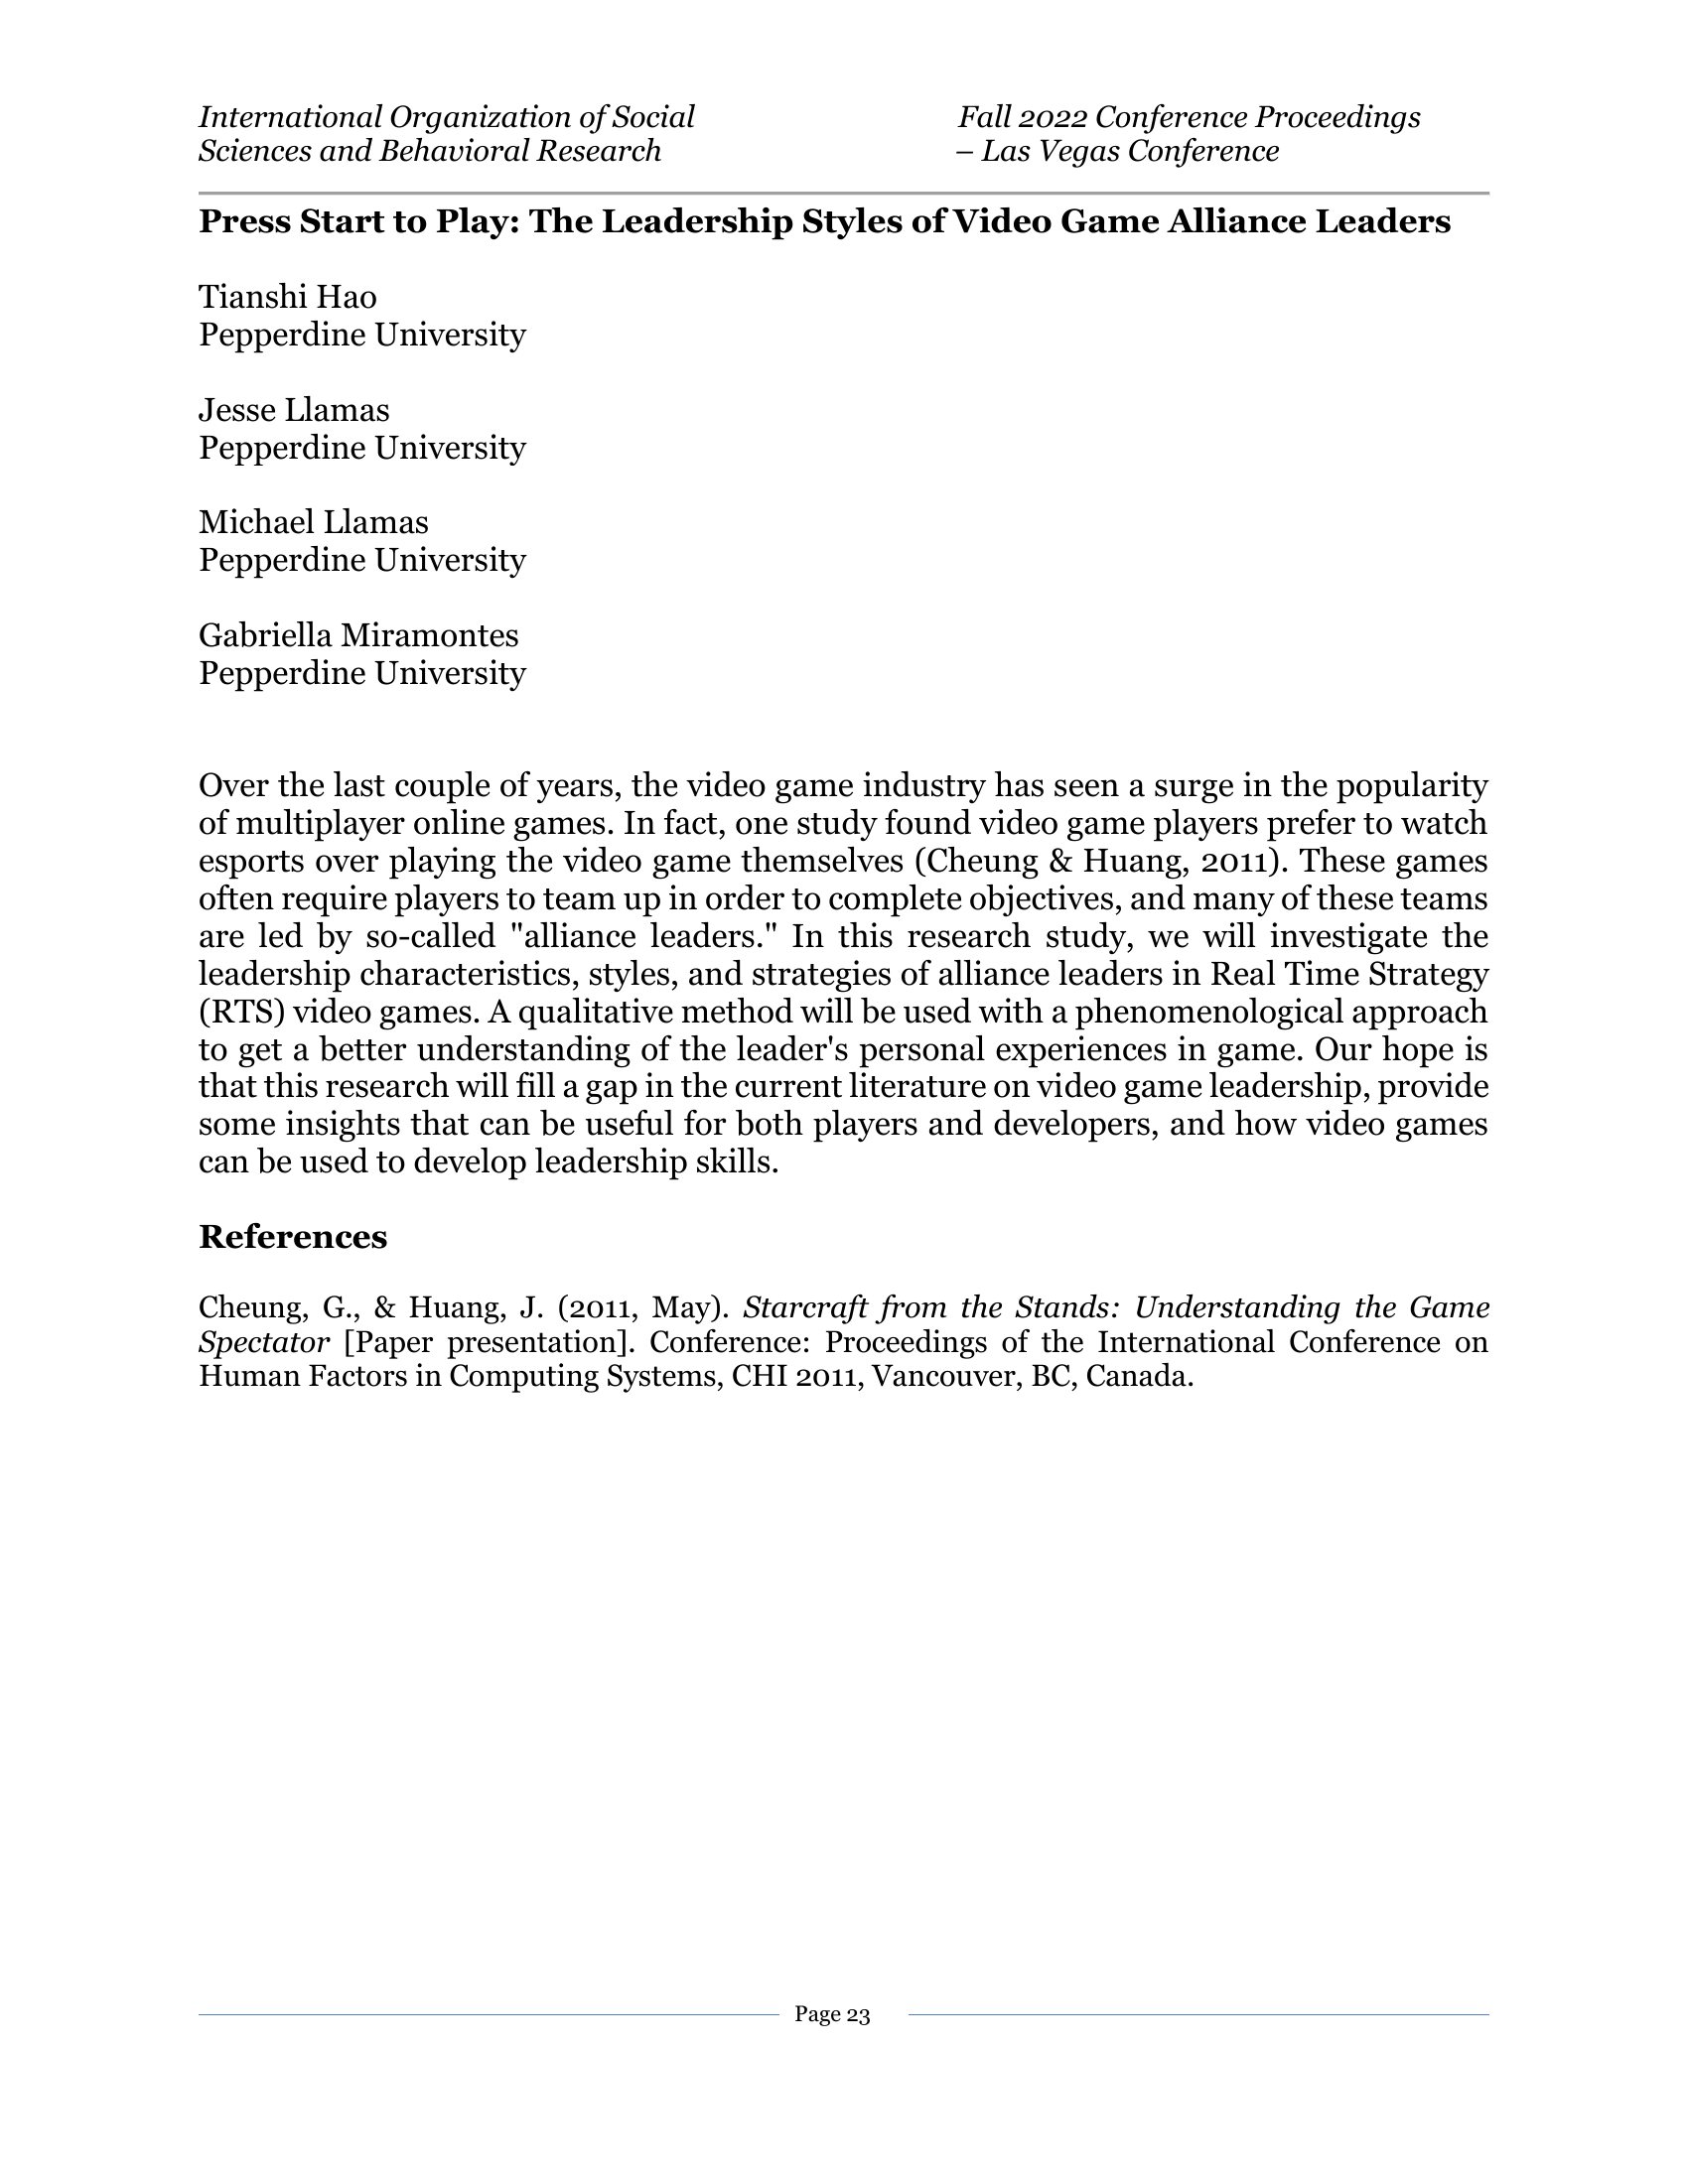 International Organization of Social
Sciences and Behavioral Research
Fall 2022 Conference Proceedings
– Las Vegas Conference
Press Start to Play: The Leadership Styles of Video Game Alliance Leaders
Tianshi Hao
Pepperdine University
Jesse Llamas
Pepperdine University
Michael Llamas
Pepperdine University
Gabriella Miramontes
Pepperdine University
Over the last couple of years, the video game industry has seen a surge in the popularity
of multiplayer online games. In fact, one study found video game players prefer to watch
esports over playing the video game themselves (Cheung & Huang, 2011). These games
often require players to team up in order to complete objectives, and many of these teams
are led by so-called "alliance leaders." In this research study, we will investigate the
leadership characteristics, styles, and strategies of alliance leaders in Real Time Strategy
(RTS) video games. A qualitative method will be used with a phenomenological approach
to get a better understanding of the leader's personal experiences in game. Our hope is
that this research will fill a gap in the current literature on video game leadership, provide
some insights that can be useful for both players and developers, and how video games
can be used to develop leadership skills.
References
Cheung, G., & Huang, J. (2011, May). Starcraft from the Stands: Understanding the Game
Spectator [Paper presentation]. Conference: Proceedings of the International Conference on
Human Factors in Computing Systems, CHI 2011, Vancouver, BC, Canada.
Page 23